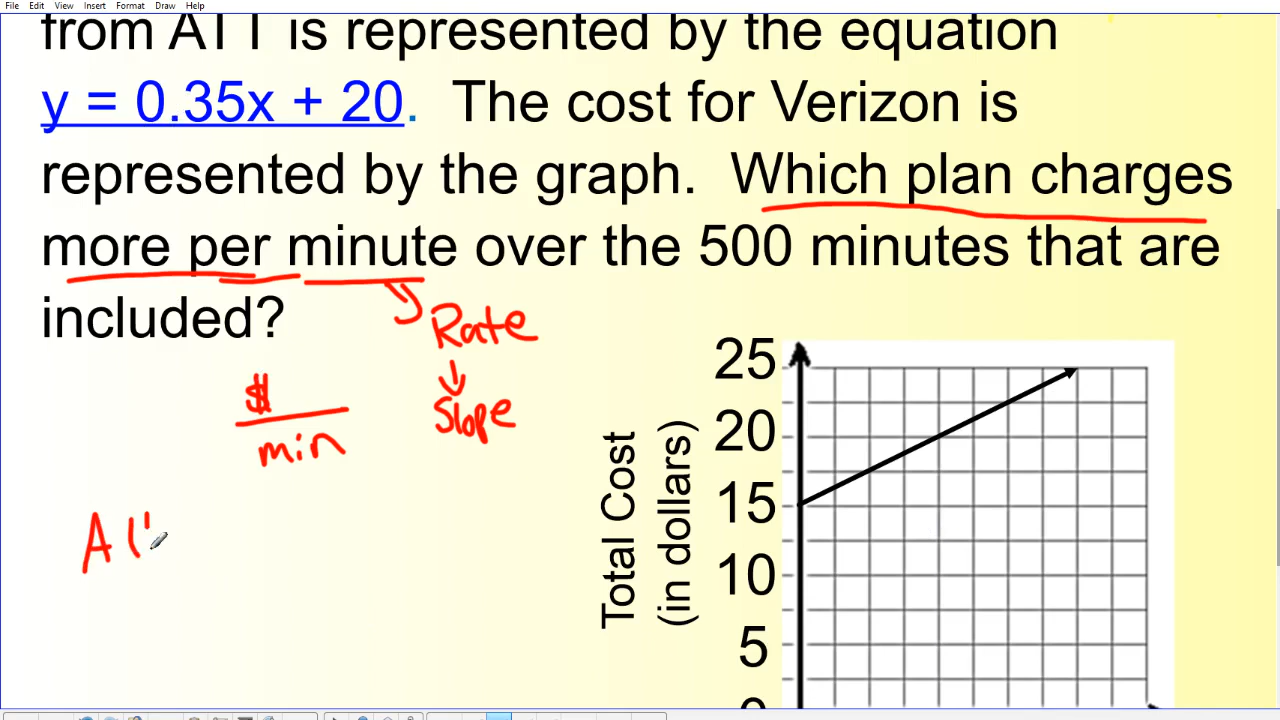 File Edit View Insert Format Draw Help
from ATT is represented by the equation
y = 0.35x + 20. The cost for Verizon is
represented by the graph. Which plan charges
more per minute over the 500 minutes that are
included?
Rate
Slope
$
min
Total Cost
(in dollars)
25
20
15
10
5
0